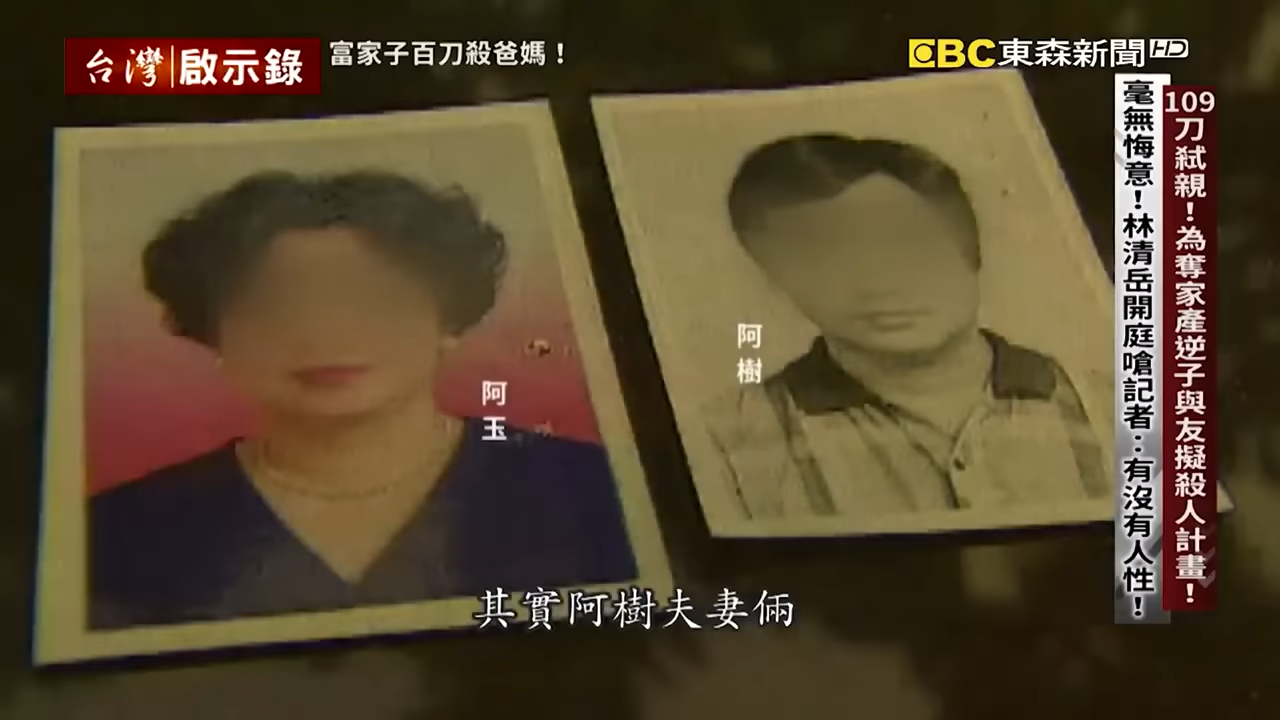 台灣啟示錄
富家子百刀殺爸媽！
EBC東森新聞HD
109刀弒親！為奪家產逆子與友擬殺人計畫！
毫無悔意！林清岳開庭嗆記者：有沒有人性！
阿玉
阿樹
其實阿樹夫妻倆